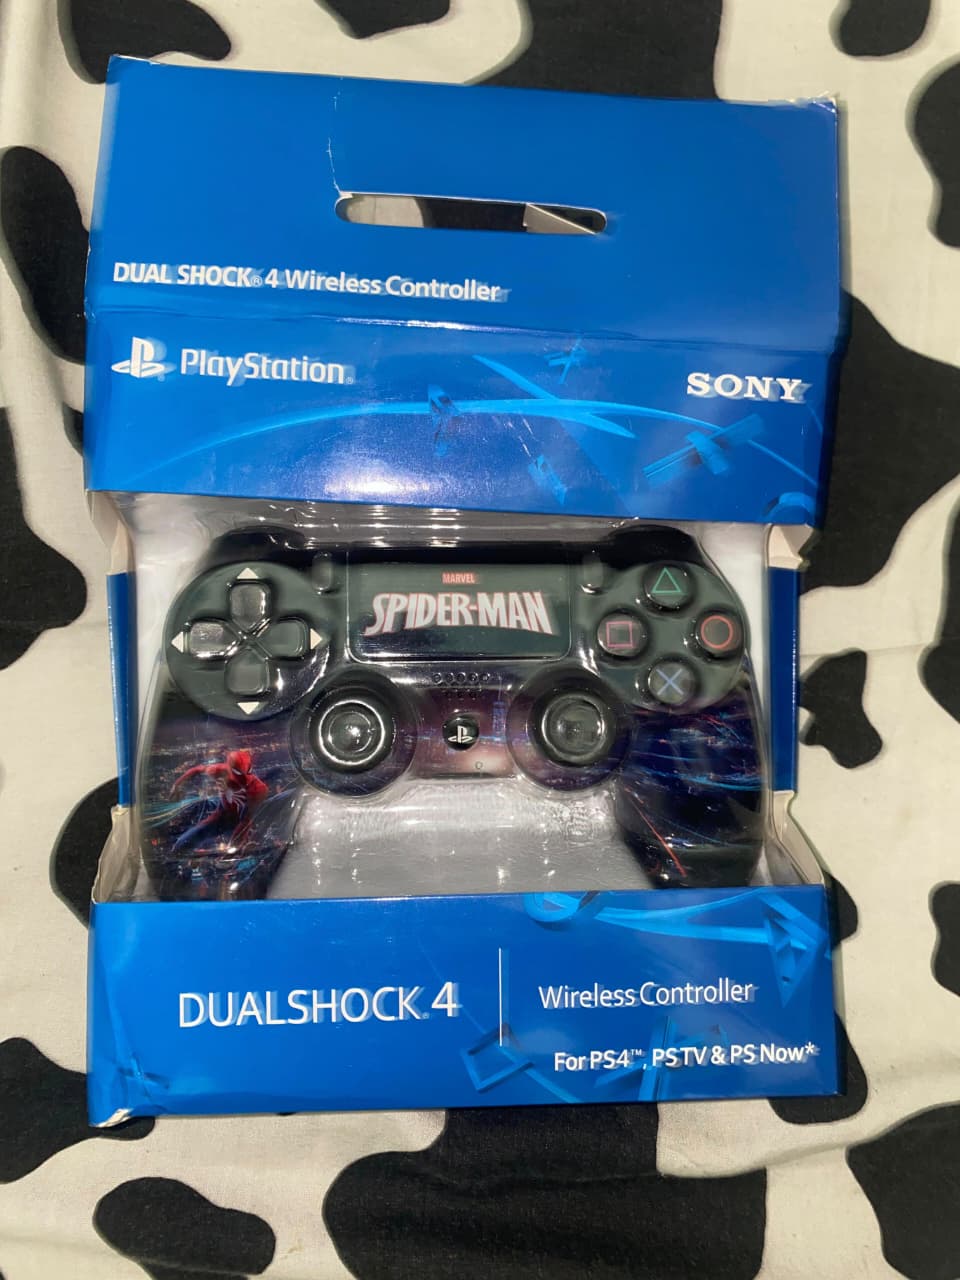 DUAL SHOCK® 4 Wireless Controller
PlayStation®
SONY
MARVEL
SPIDER-MAN
DUALSHOCK®4
Wireless Controller
For PS4™, PS TV & PS Now*